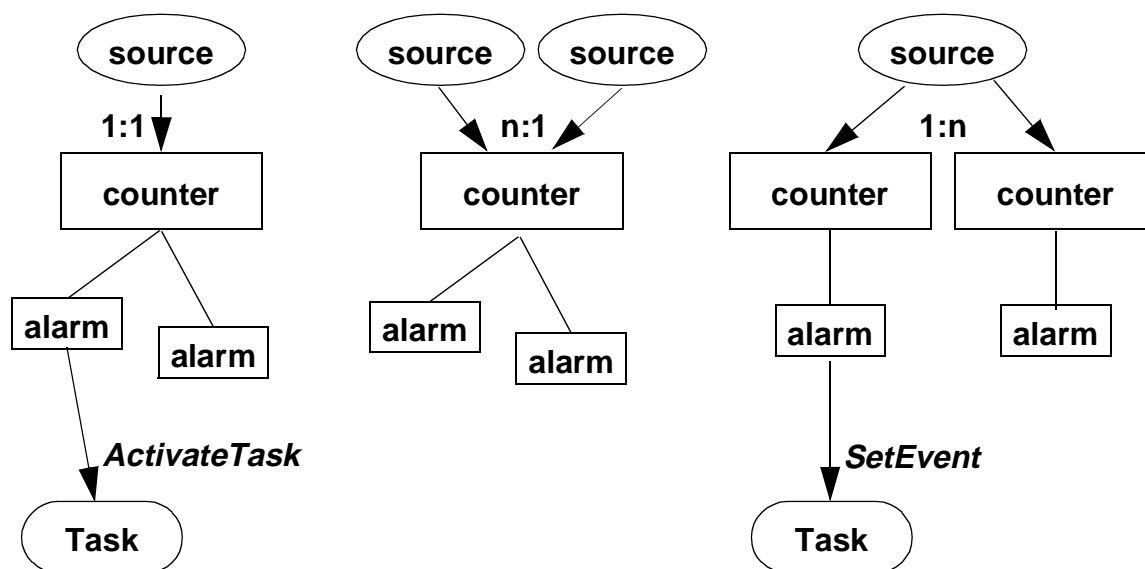 source
source
source
source
1:1
n:1
1:n
counter
counter
counter
counter
alarm
alarm
alarm
alarm
alarm
alarm
ActivateTask
SetEvent
Task
Task